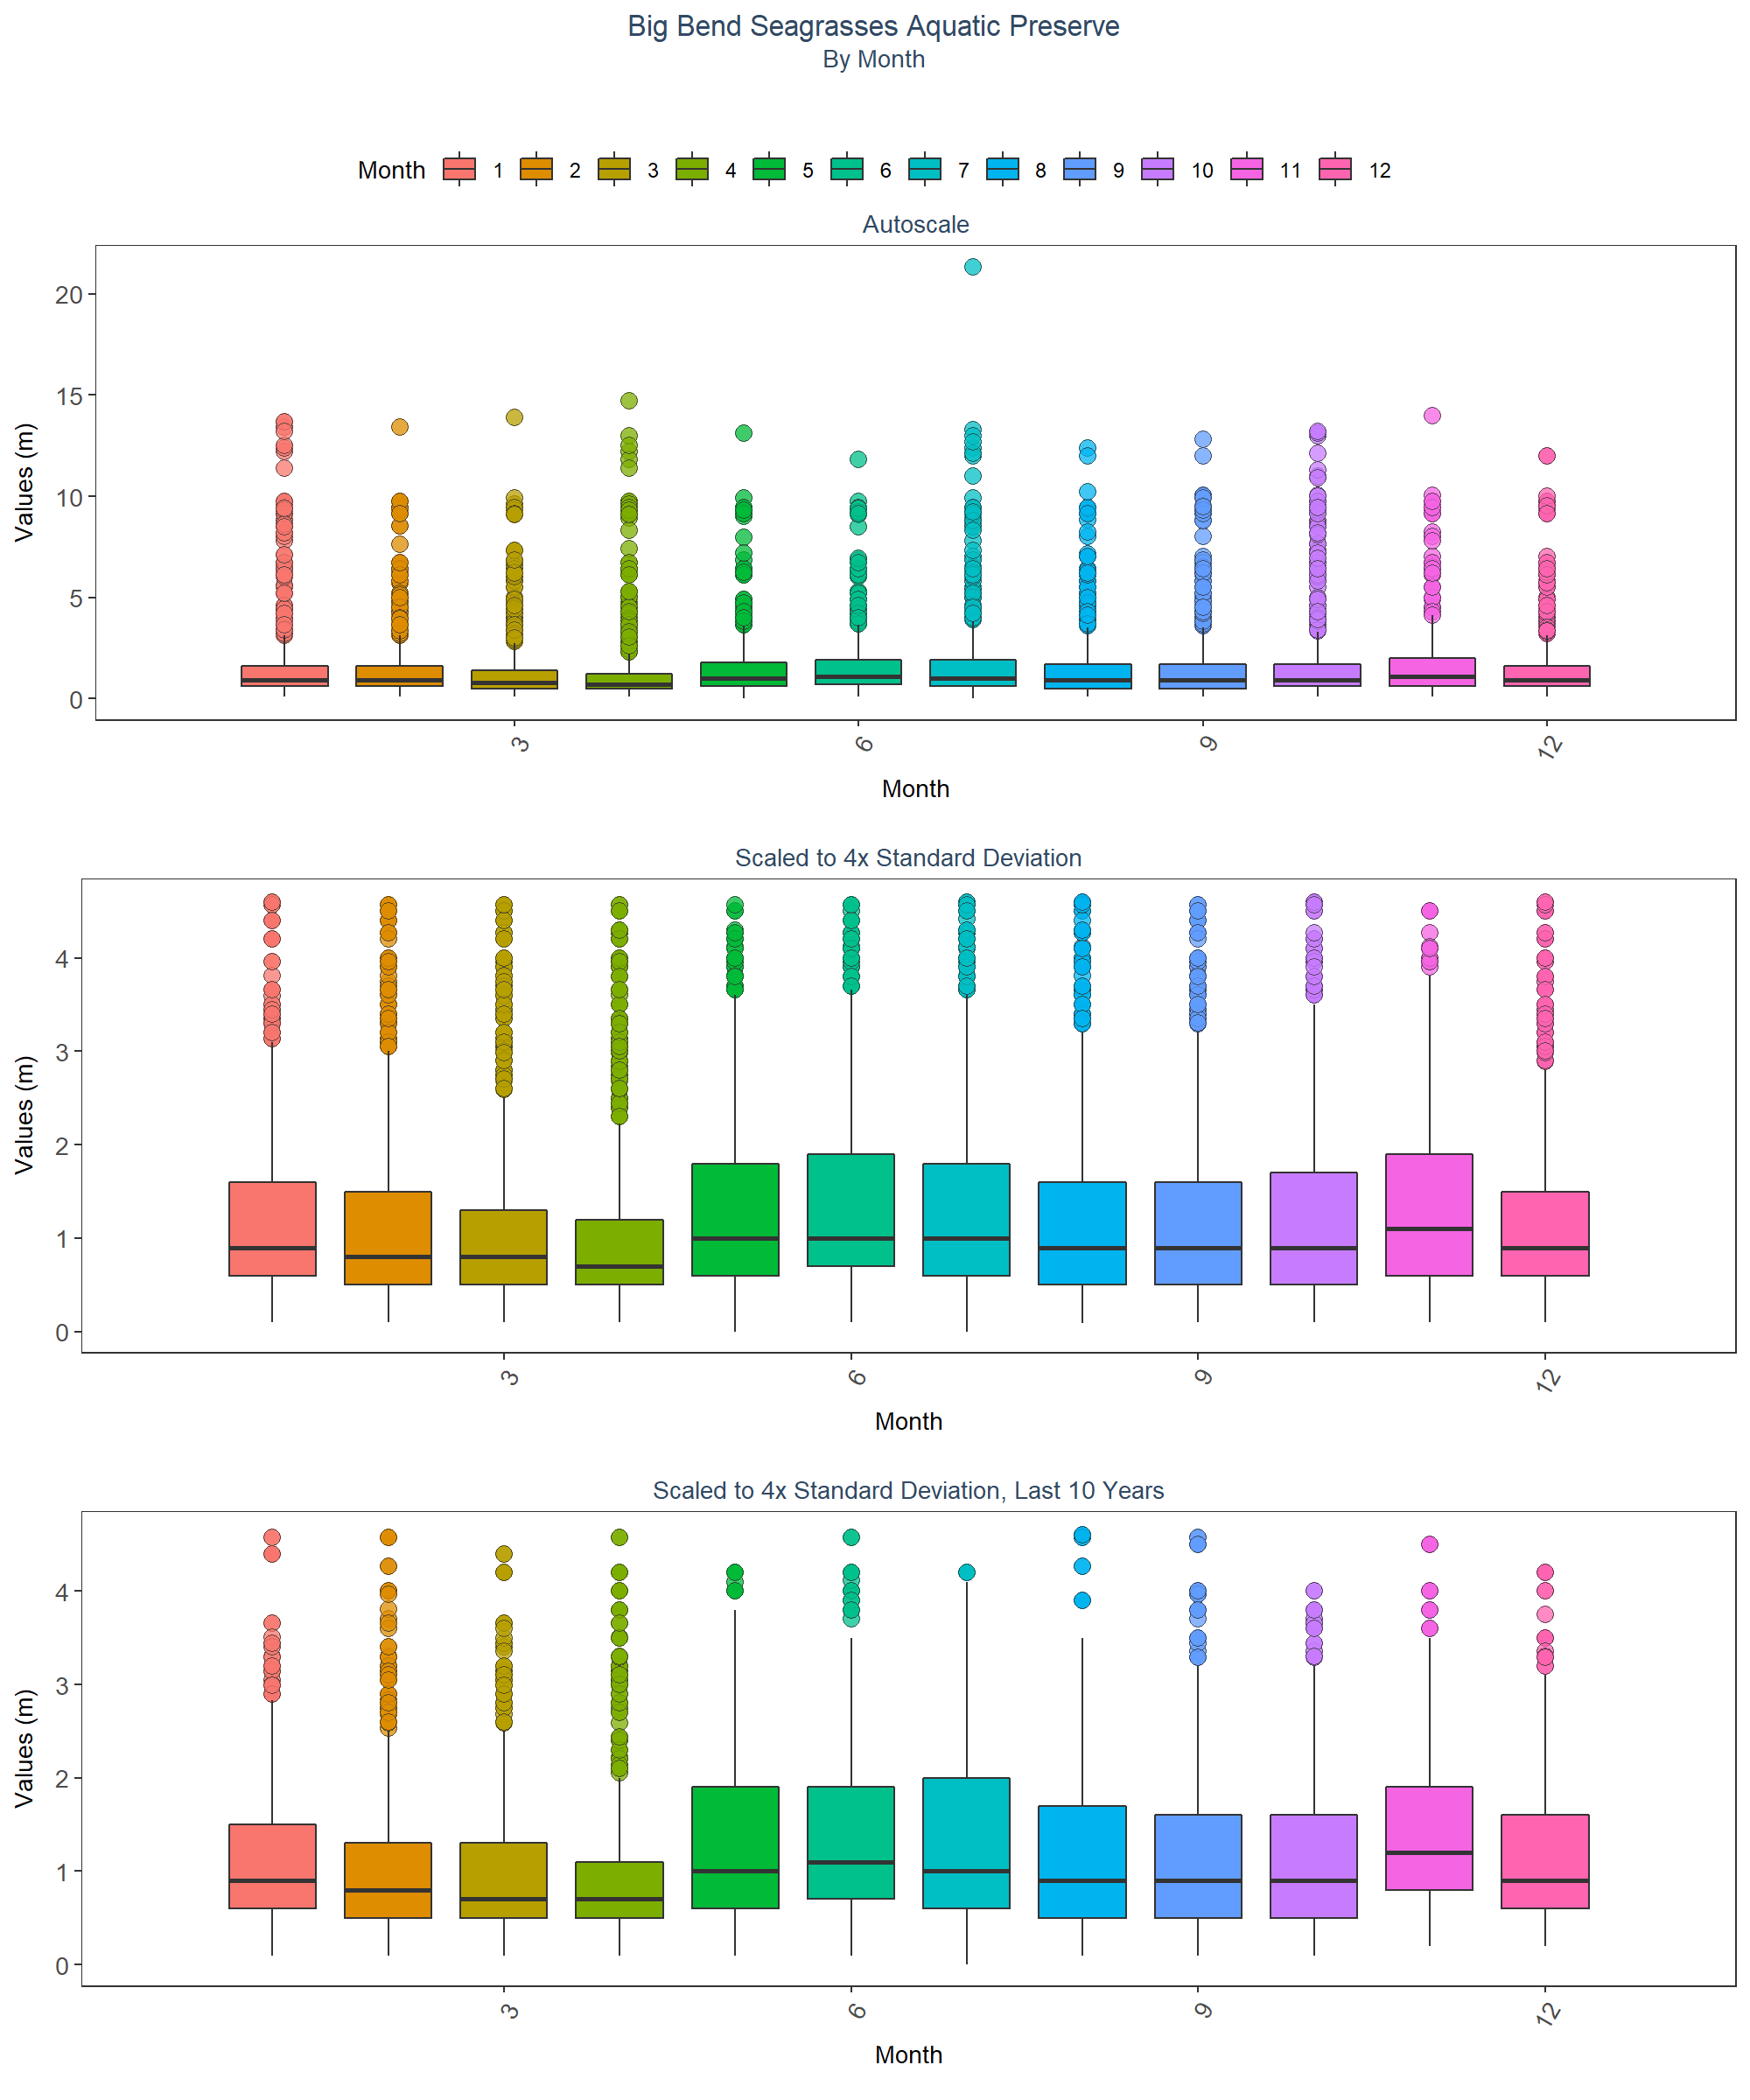 Big Bend Seagrasses Aquatic Preserve
By Month
Month 1 2 3 4 5 6 7 8 9 10 11 12
Autoscale
Values (m)
20
15
10
5
0
3 6 9 12
Month
Scaled to 4x Standard Deviation
Values (m)
4
3
2
1
0
3 6 9 12
Month
Scaled to 4x Standard Deviation, Last 10 Years
Values (m)
4
3
2
1
0
3 6 9 12
Month